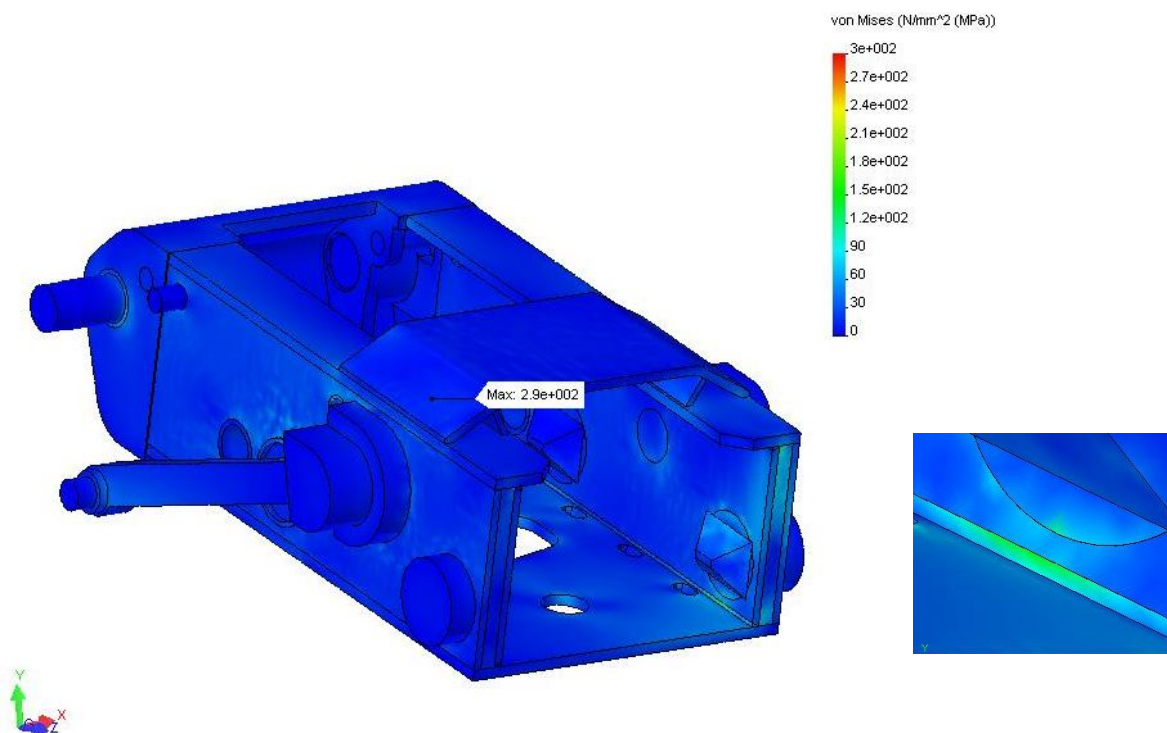 von Mises (N/mm^2 (MPa))
3e+002
2.7e+002
2.4e+002
2.1e+002
1.8e+002
1.5e+002
1.2e+002
90
60
30
0
Max: 2.9e+002
Y
X
Z
Y